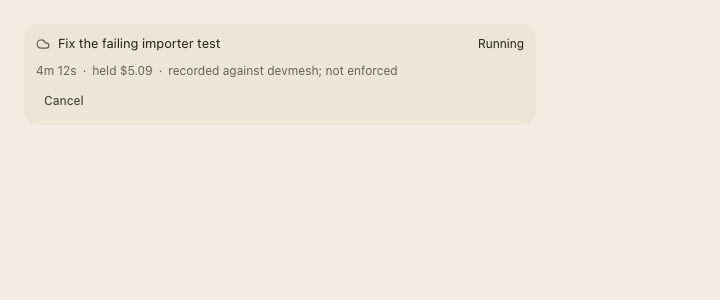 Fix the failing importer test Running
4m 12s · held $5.09 · recorded against devmesh; not enforced
Cancel